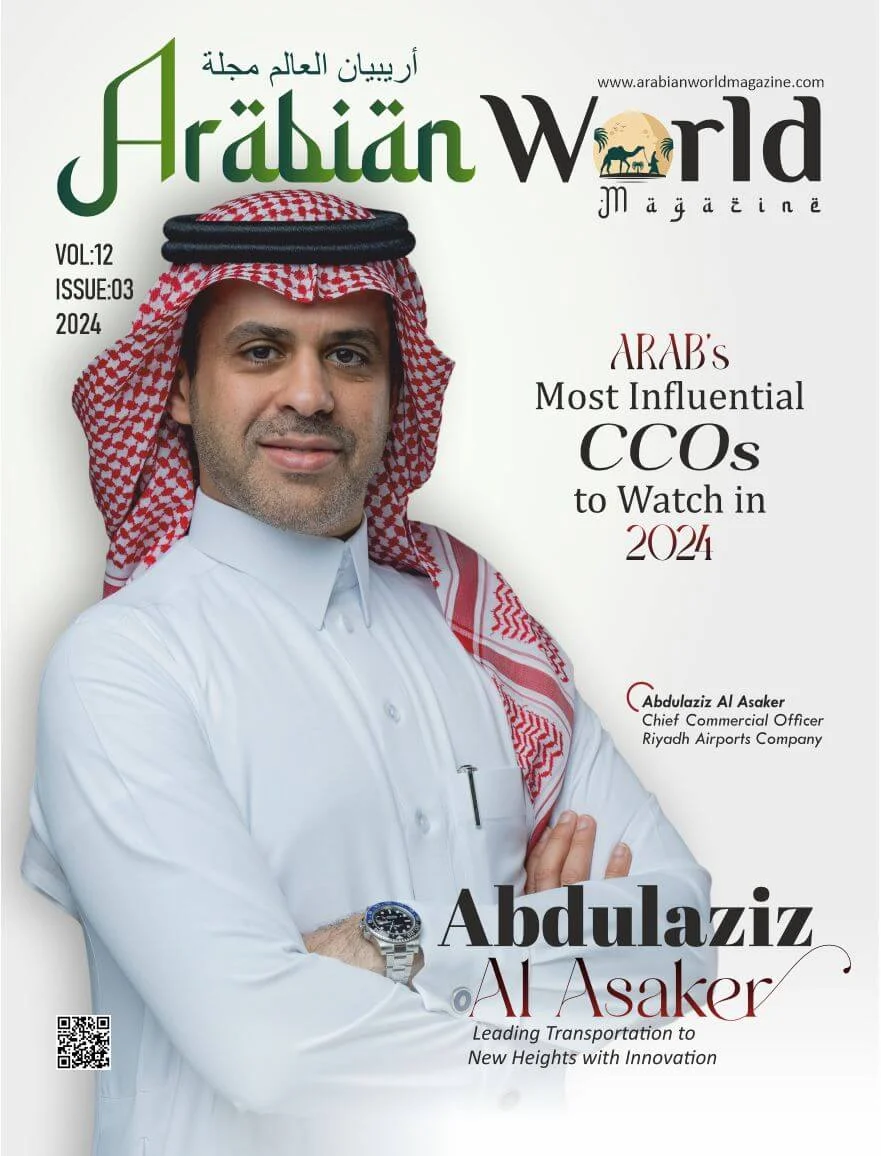 أريبيان العالم مجلة
www.arabianworldmagazine.com
Arabian World
Magazine
VOL:12
ISSUE:03
2024
ARAB's
Most Influential
CCOs
to Watch in
2024
Abdulaziz Al Asaker
Chief Commercial Officer
Riyadh Airports Company
Abdulaziz
Al Asaker
Leading Transportation to
New Heights with Innovation